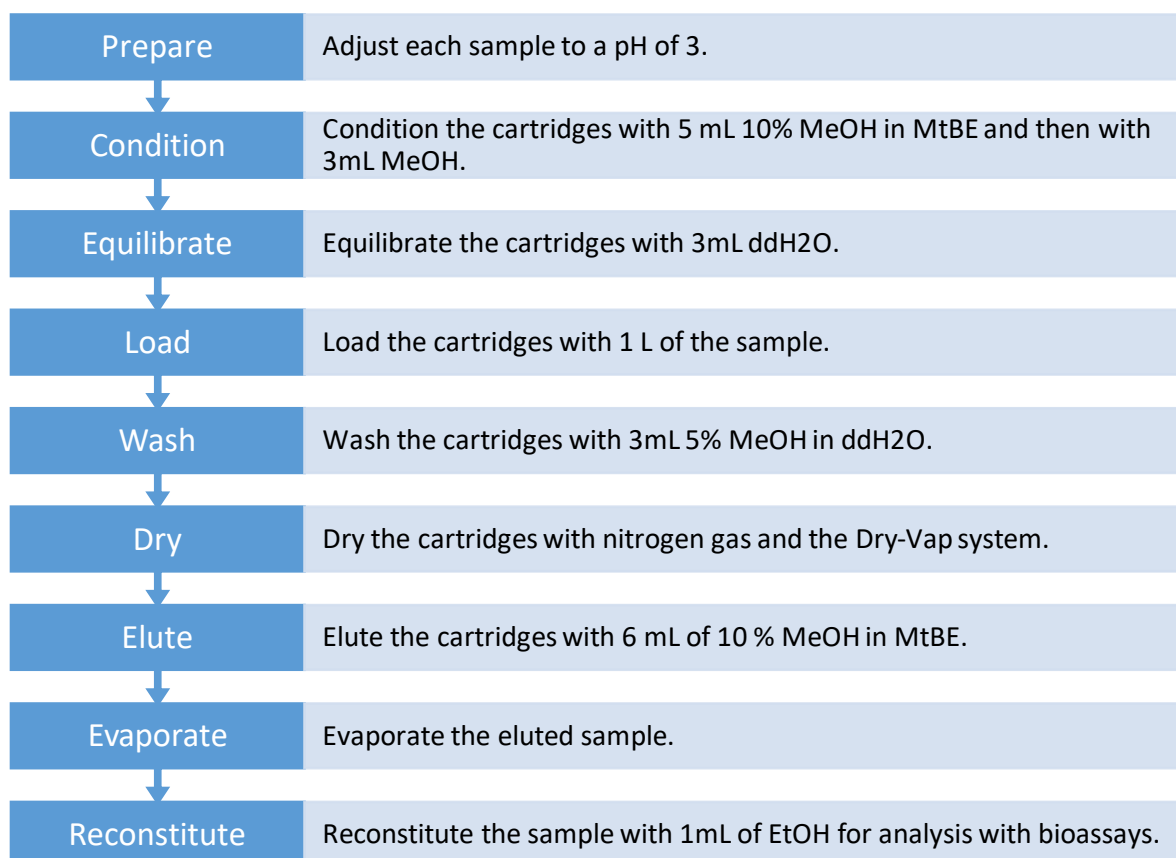 Prepare
Adjust each sample to a pH of 3.
Condition
Condition the cartridges with 5 mL 10% MeOH in MtBE and then with
3mL MeOH.
Equilibrate
Equilibrate the cartridges with 3mL ddH2O.
Load
Load the cartridges with 1 L of the sample.
Wash
Wash the cartridges with 3mL 5% MeOH in ddH2O.
Dry
Dry the cartridges with nitrogen gas and the Dry-Vap system.
Elute
Elute the cartridges with 6 mL of 10 % MeOH in MtBE.
Evaporate
Evaporate the eluted sample.
Reconstitute
Reconstitute the sample with 1mL of EtOH for analysis with bioassays.